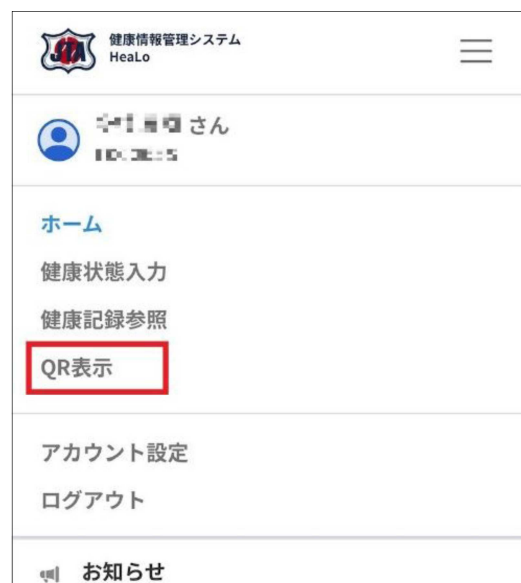 STA
健康情報管理システム
HeaLo
さん
ホーム
健康状態入力
健康記録参照
QR表示
アカウント設定
ログアウト
お知らせ